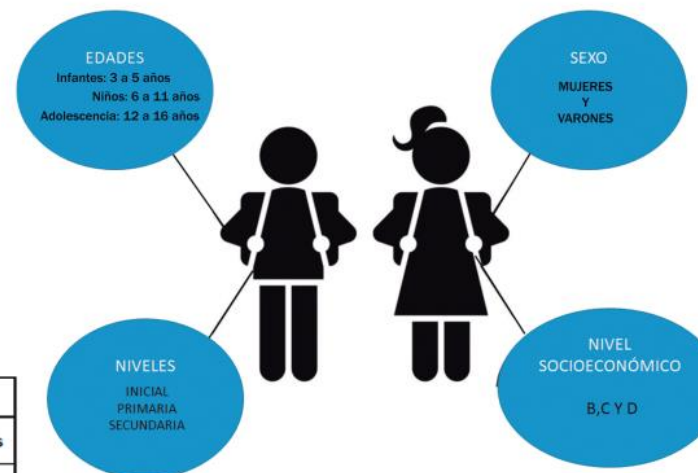 EDADES
Infantes: 3 a 5 años
Niños: 6 a 11 años
Adolescencia: 12 a 16 años
SEXO
MUJERES
Y
VARONES
NIVELES
INICIAL
PRIMARIA
SECUNDARIA
NIVEL
SOCIOECONÓMICO
B,C Y D